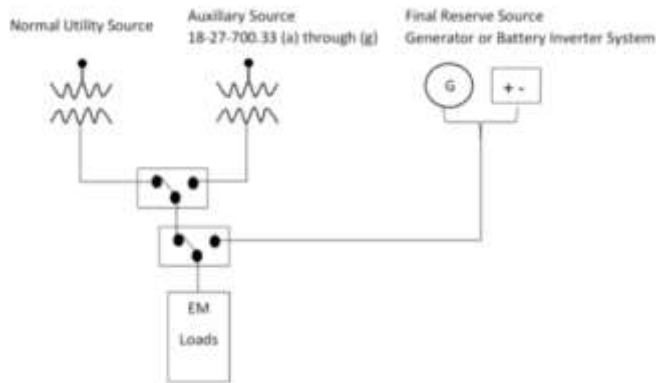 Normal Utility Source
Auxillary Source
18-27-700.33 (a) through (g)
Final Reserve Source
Generator or Battery Inverter System
G
+ -
EM
Loads